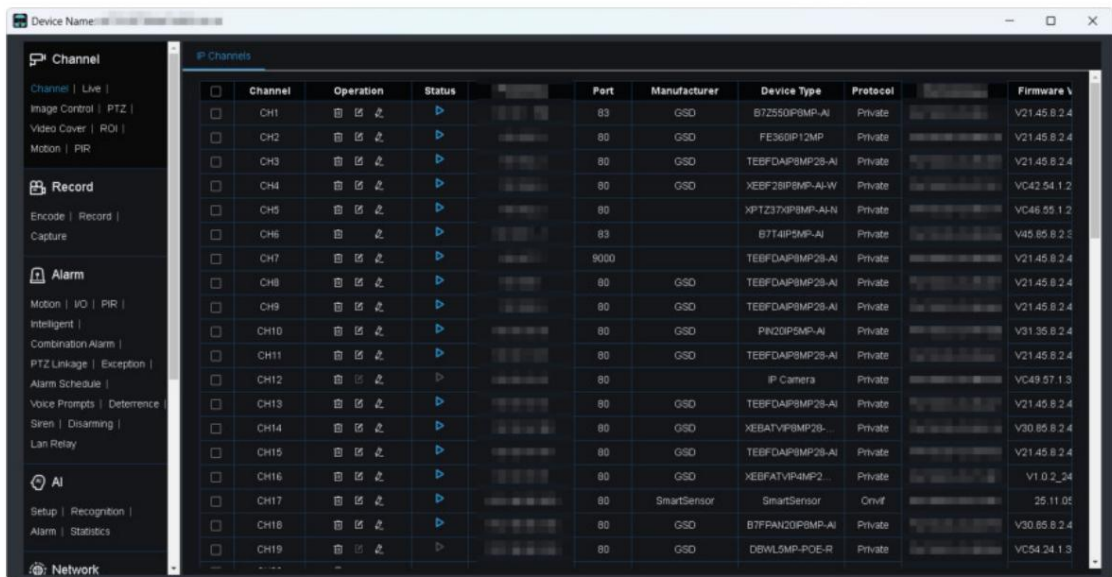 Device Name:
Channel
Channel | Live |
Image Control | PTZ |
Video Cover | ROI |
Motion | PIR
Record
Encode | Record |
Capture
Alarm
Motion | I/O | PIR |
Intelligent |
Combination Alarm |
PTZ Linkage | Exception |
Alarm Schedule |
Voice Prompts | Deterrence |
Siren | Disarming |
Lan Relay
AI
Setup | Recognition |
Alarm | Statistics
Network
IP Channels
Channel Operation Status Port Manufacturer Device Type Protocol Firmware V
CH1 83 GSD B7Z550IP8MP-AI Private V21.45.8.2.4
CH2 80 GSD FE360IP12MP Private V21.45.8.2.4
CH3 80 GSD TEBFDAIP8MP28-AI Private V21.45.8.2.4
CH4 80 GSD XEBF28IP8MP-AI-W Private VC42.54.1.2
CH5 80 XPTZ37XIP8MP-AI-N Private VC46.55.1.2
CH6 83 B7T4IP5MP-AI Private V45.85.8.2.3
CH7 9000 TEBFDAIP8MP28-AI Private V21.45.8.2.4
CH8 80 GSD TEBFDAIP8MP28-AI Private V21.45.8.2.4
CH9 80 GSD TEBFDAIP8MP28-AI Private V21.45.8.2.4
CH10 80 GSD PIN20IP5MP-AI Private V31.35.8.2.4
CH11 80 GSD TEBFDAIP8MP28-AI Private V21.45.8.2.4
CH12 80 IP Camera Private VC49.57.1.3
CH13 80 GSD TEBFDAIP8MP28-AI Private V21.45.8.2.4
CH14 80 GSD XEBATVIP8MP28-... Private V30.85.8.2.4
CH15 80 GSD TEBFDAIP8MP28-AI Private V21.45.8.2.4
CH16 80 GSD XEBFATVIP4MP2... Private V1.0.2_24
CH17 80 SmartSensor SmartSensor Onvif 25.11.05
CH18 80 GSD B7FPAN20IP8MP-AI Private V30.85.8.2.4
CH19 80 GSD DBWL5MP-POE-R Private VC54.24.1.3